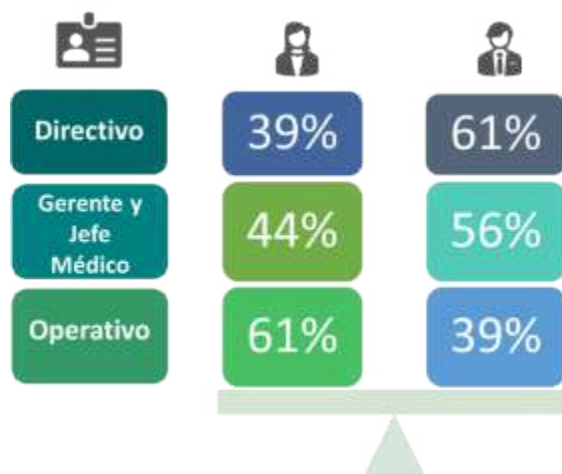 Directivo
39%
61%
Gerente y
Jefe
Médico
44%
56%
Operativo
61%
39%